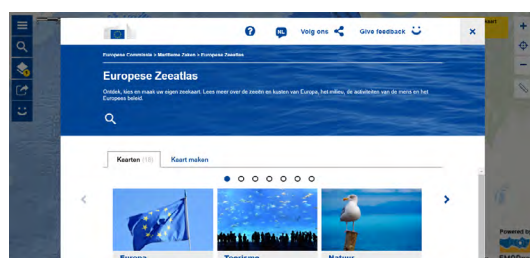 NL
Volg ons
Give feedback
Europese Commissie > Maritieme Zaken > Europese Zeeatlas
Europese Zeeatlas
Ontdek, kies en maak uw eigen zeekaart. Lees meer over de zeeën en kusten van Europa, het milieu, de activiteiten van de mens en het
Europees beleid.
Kaarten (18)
Kaart maken
Europa
Toerisme
Natuur
Powered by